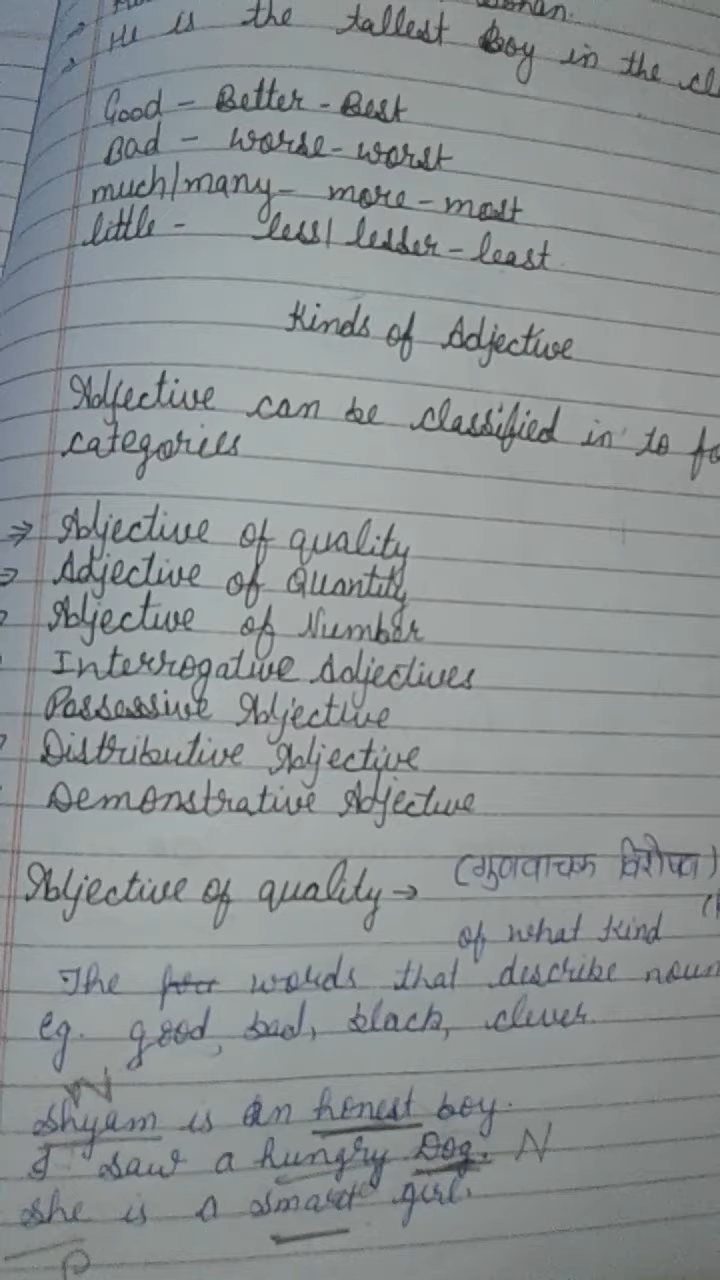 He is the tallest boy in the
Good - Better - Best
Bad - worse - worst
much/many - more - most
little - less/ lesser - least
Kinds of Adjective
Adjective can be classified in to
categories
⇒ Adjective of quality
⇒ Adjective of Quantity
Adjective of Number
Interrogative Adjectives
Possessive Adjective
Distributive Adjective
Demonstrative Adjective
Adjective of quality → (गुणवाचक विशेष्ण)
of what kind
The words that describe noun
eg. good, bad, black, clever
N
Shyam is an honest boy.
I saw a hungry Dog. N
She is a smart girl.
P